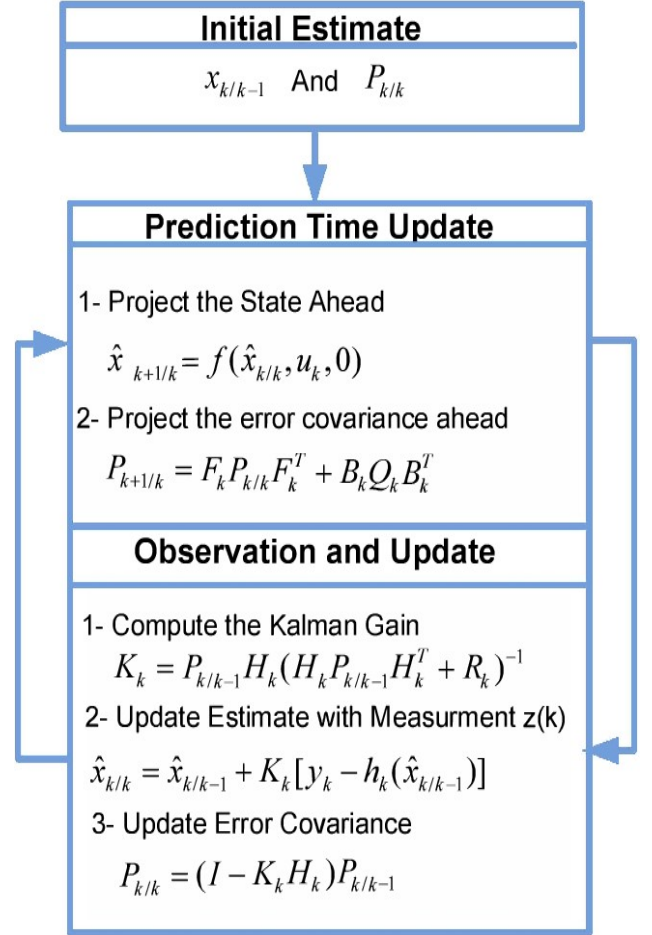 Initial Estimate
x_{k/k-1} And P_{k/k}
Prediction Time Update
1- Project the State Ahead
x̂_{k+1/k} = f(x̂_{k/k}, u_k, 0)
2- Project the error covariance ahead
P_{k+1/k} = F_k P_{k/k} F_k^T + B_k Q_k B_k^T
Observation and Update
1- Compute the Kalman Gain
K_k = P_{k/k-1} H_k (H_k P_{k/k-1} H_k^T + R_k)^{-1}
2- Update Estimate with Measurment z(k)
x̂_{k/k} = x̂_{k/k-1} + K_k [y_k - h_k (x̂_{k/k-1})]
3- Update Error Covariance
P_{k/k} = (I - K_k H_k) P_{k/k-1}